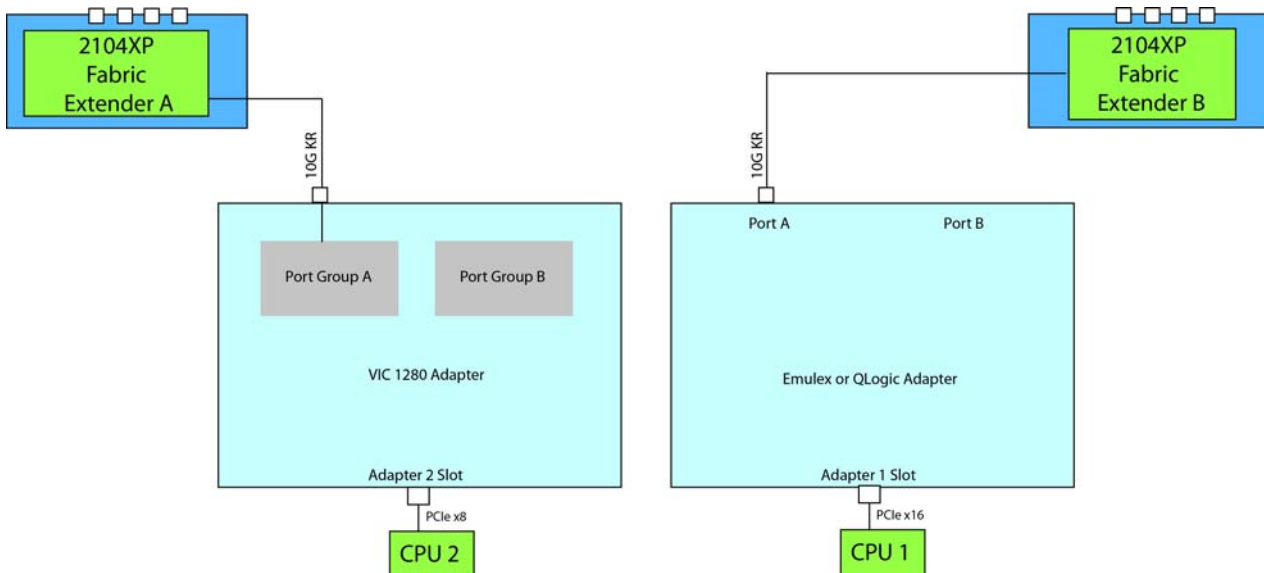 2104XP
Fabric
Extender A
2104XP
Fabric
Extender B
10G KR
10G KR
Port A
Port B
Port Group A
Port Group B
VIC 1280 Adapter
Emulex or QLogic Adapter
Adapter 2 Slot
Adapter 1 Slot
PCIe x8
PCIe x16
CPU 2
CPU 1